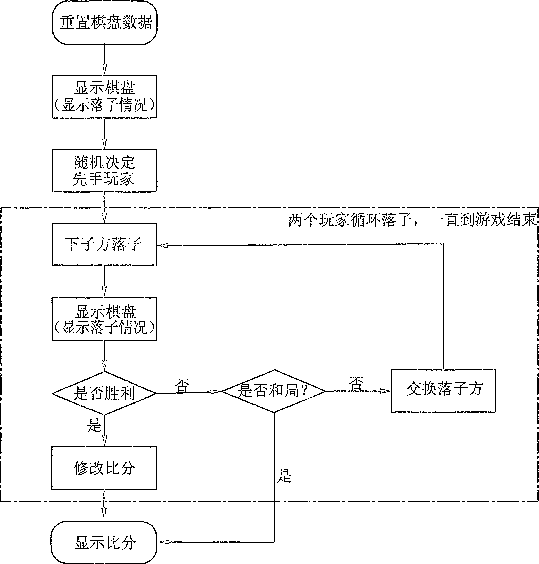 重置棋盘数据
显示棋盘
(显示落子情况)
随机决定
先手玩家
两个玩家循环落子，一直到游戏结束
下子方落子
显示棋盘
(显示落子情况)
是否胜利
否
是否和局?
否
交换落子方
是
修改比分
是
显示比分